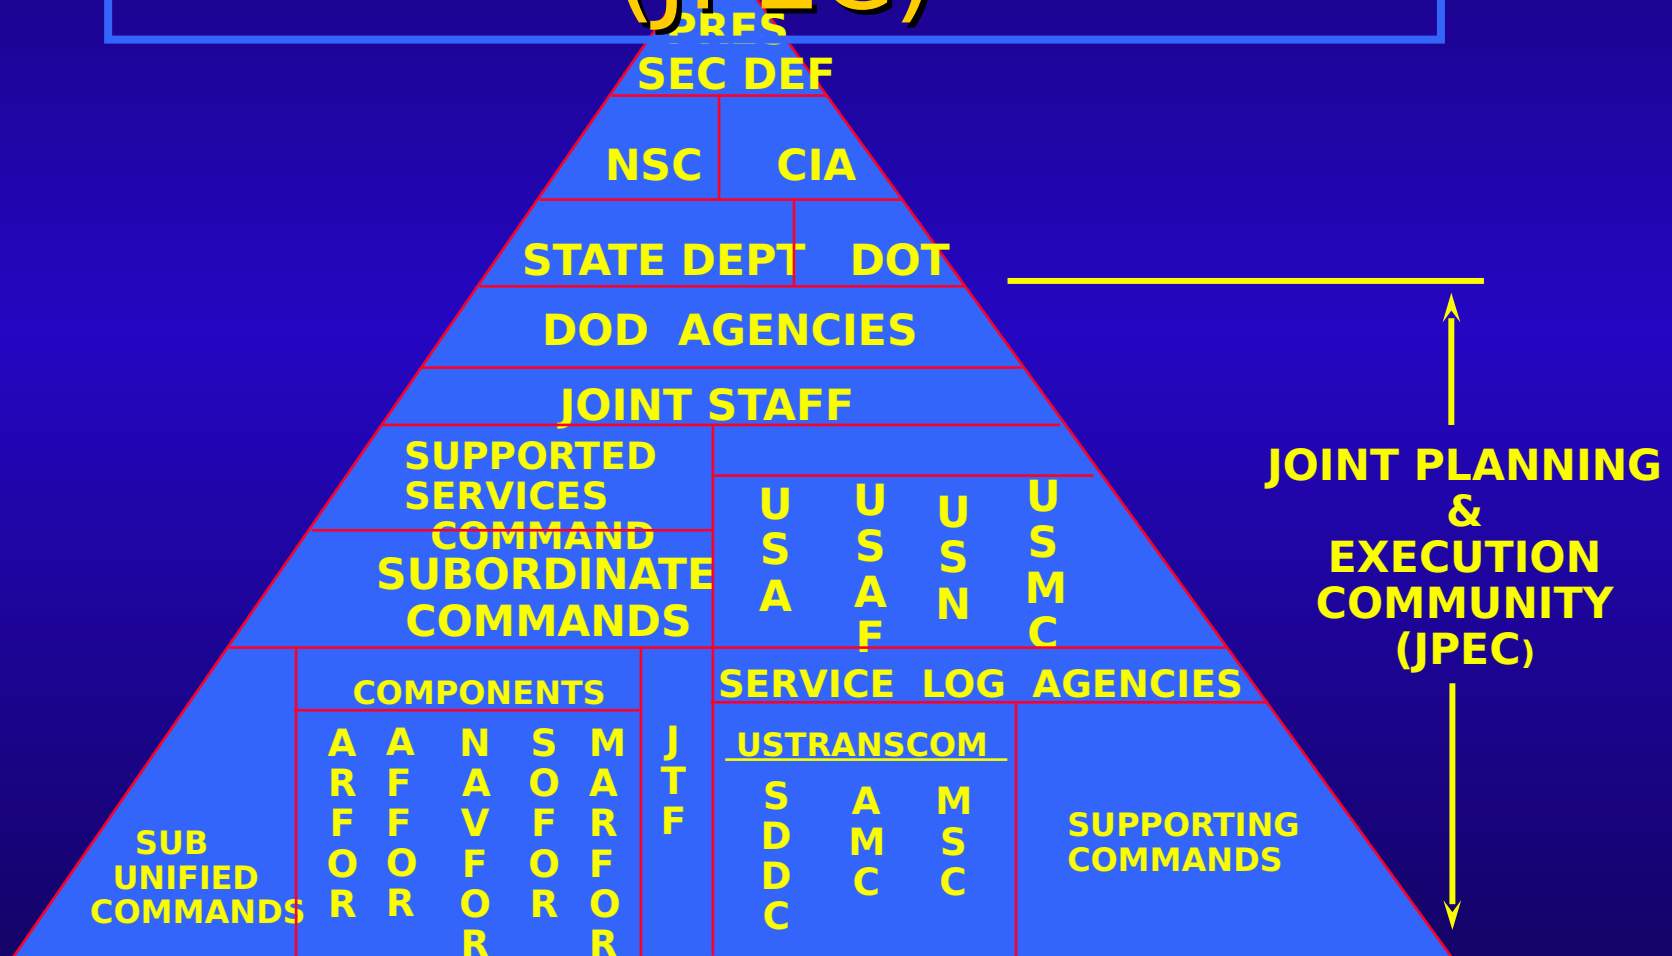 (JPEC)
PRES
SEC DEF
NSC CIA
STATE DEPT DOT
DOD AGENCIES
JOINT STAFF
SUPPORTED
SERVICES
COMMAND
SUBORDINATE
COMMANDS
USA
USAF
USN
USMC
JOINT PLANNING
&
EXECUTION
COMMUNITY
(JPEC)
COMPONENTS
ARFOR
AFFOR
NAVFOR
SOFOR
MARFOR
JTF
SERVICE LOG AGENCIES
USTRANSCOM
SDDC
AMC
MSC
SUB
UNIFIED
COMMANDS
SUPPORTING
COMMANDS